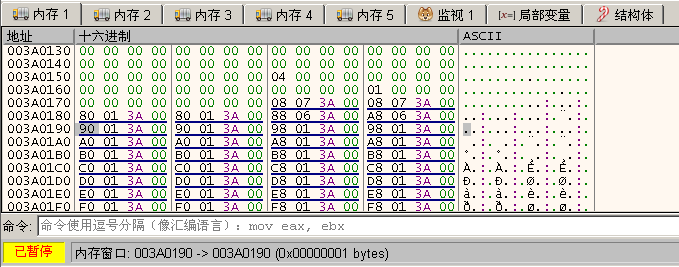 内存 1 内存 2 内存 3 内存 4 内存 5 监视 1 [x=] 局部变量 结构体
地址 十六进制 ASCII
003A0130 00 00 00 00 00 00 00 00 00 00 00 00 00 00 00 00 ................
003A0140 00 00 00 00 00 00 00 00 00 00 00 00 00 00 00 00 ................
003A0150 00 00 00 00 00 00 00 00 04 00 00 00 00 00 00 00 ................
003A0160 00 00 00 00 00 00 00 00 00 00 00 00 01 00 00 00 ................
003A0170 00 00 00 00 00 00 00 00 08 07 3A 00 08 07 3A 00 ..........:...:.
003A0180 80 01 3A 00 80 01 3A 00 88 06 3A 00 A8 06 3A 00
003A0190 90 01 3A 00 90 01 3A 00 98 01 3A 00 98 01 3A 00
003A01A0 A0 01 3A 00 A0 01 3A 00 A8 01 3A 00 A8 01 3A 00
003A01B0 B0 01 3A 00 B0 01 3A 00 B8 01 3A 00 B8 01 3A 00
003A01C0 C0 01 3A 00 C0 01 3A 00 C8 01 3A 00 C8 01 3A 00 À.:.À.:.È.:.È.:.
003A01D0 D0 01 3A 00 D0 01 3A 00 D8 01 3A 00 D8 01 3A 00 Ð.:.Ð.:.Ø.:.Ø.:.
003A01E0 E0 01 3A 00 E0 01 3A 00 E8 01 3A 00 E8 01 3A 00 à.:.à.:.è.:.è.:.
003A01F0 F0 01 3A 00 F0 01 3A 00 F8 01 3A 00 F8 01 3A 00 ð.:.ð.:.ø.:.ø.:.
命令: 命令使用逗号分隔（像汇编语言）: mov eax, ebx
已暂停 内存窗口: 003A0190 -> 003A0190 (0x00000001 bytes)